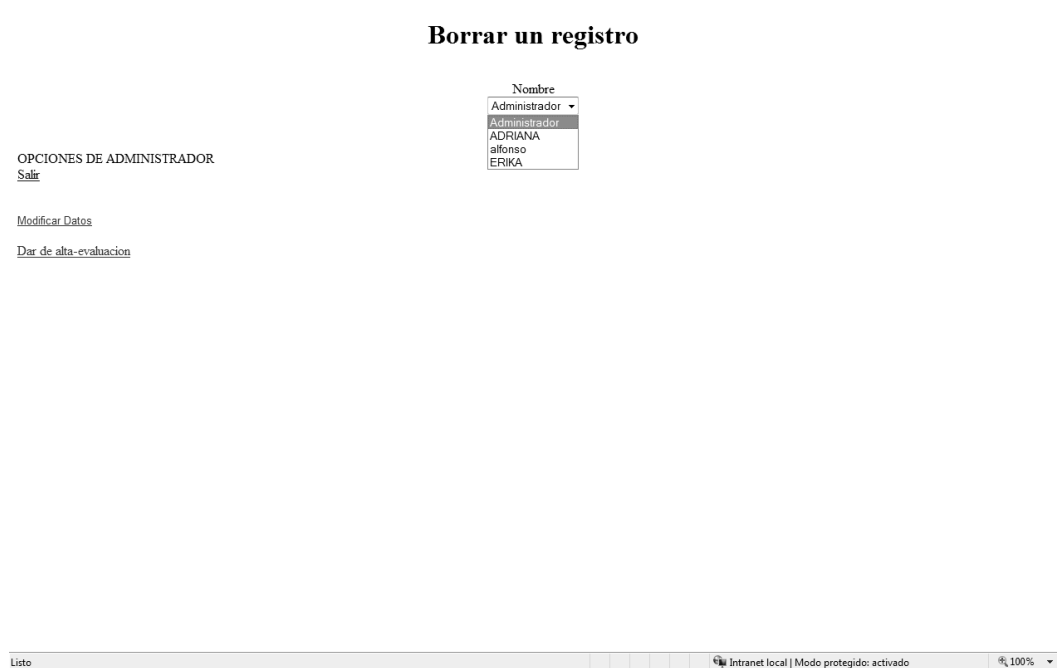 Borrar un registro
Nombre
Administrador
Administrador
ADRIANA
alfonso
ERIKA
OPCIONES DE ADMINISTRADOR
Salir
Modificar Datos
Dar de alta-evaluacion
Listo
Intranet local | Modo protegido: activado
100%